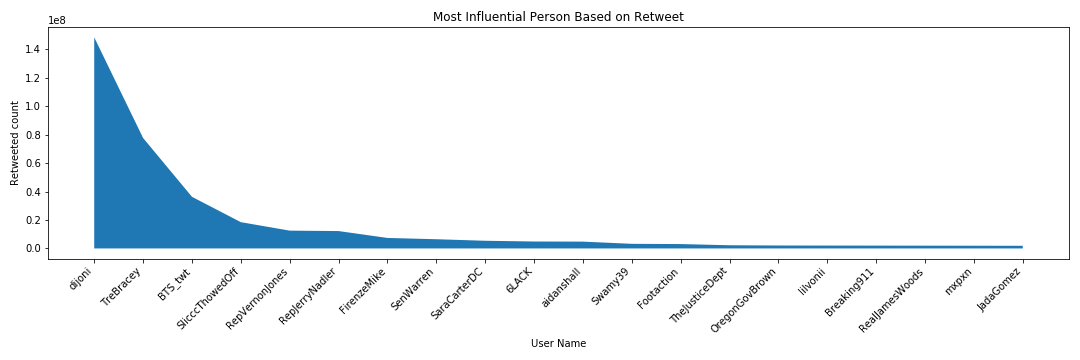 Most Influential Person Based on Retweet
1e8
1.4
1.2
1.0
0.8
0.6
0.4
0.2
0.0
Retweeted count
dijoni
TreBracey
BTS_twt
SlicccThowedOff
RepVernonJones
RepJerryNadler
FirenzeMike
SenWarren
SaraCarterDC
6LACK
aidanshall
Swamy39
Footaction
TheJusticeDept
OregonGovBrown
lilvonii
Breaking911
RealJamesWoods
mxpxn
JadaGomez
User Name